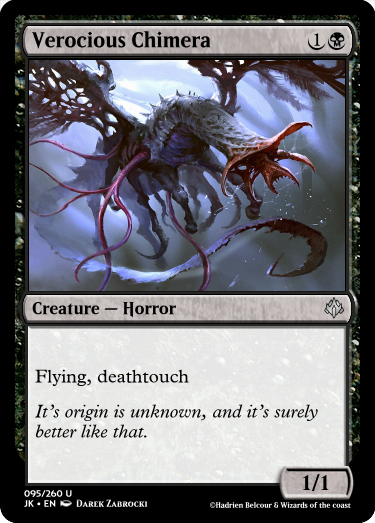 Verocious Chimera 1
Creature — Horror
Flying, deathtouch
It's origin is unknown, and it's surely
better like that.
1/1
095/260 U
JK • EN DAREK ZABROCKI
©Hadrien Belcour & Wizards of the coast